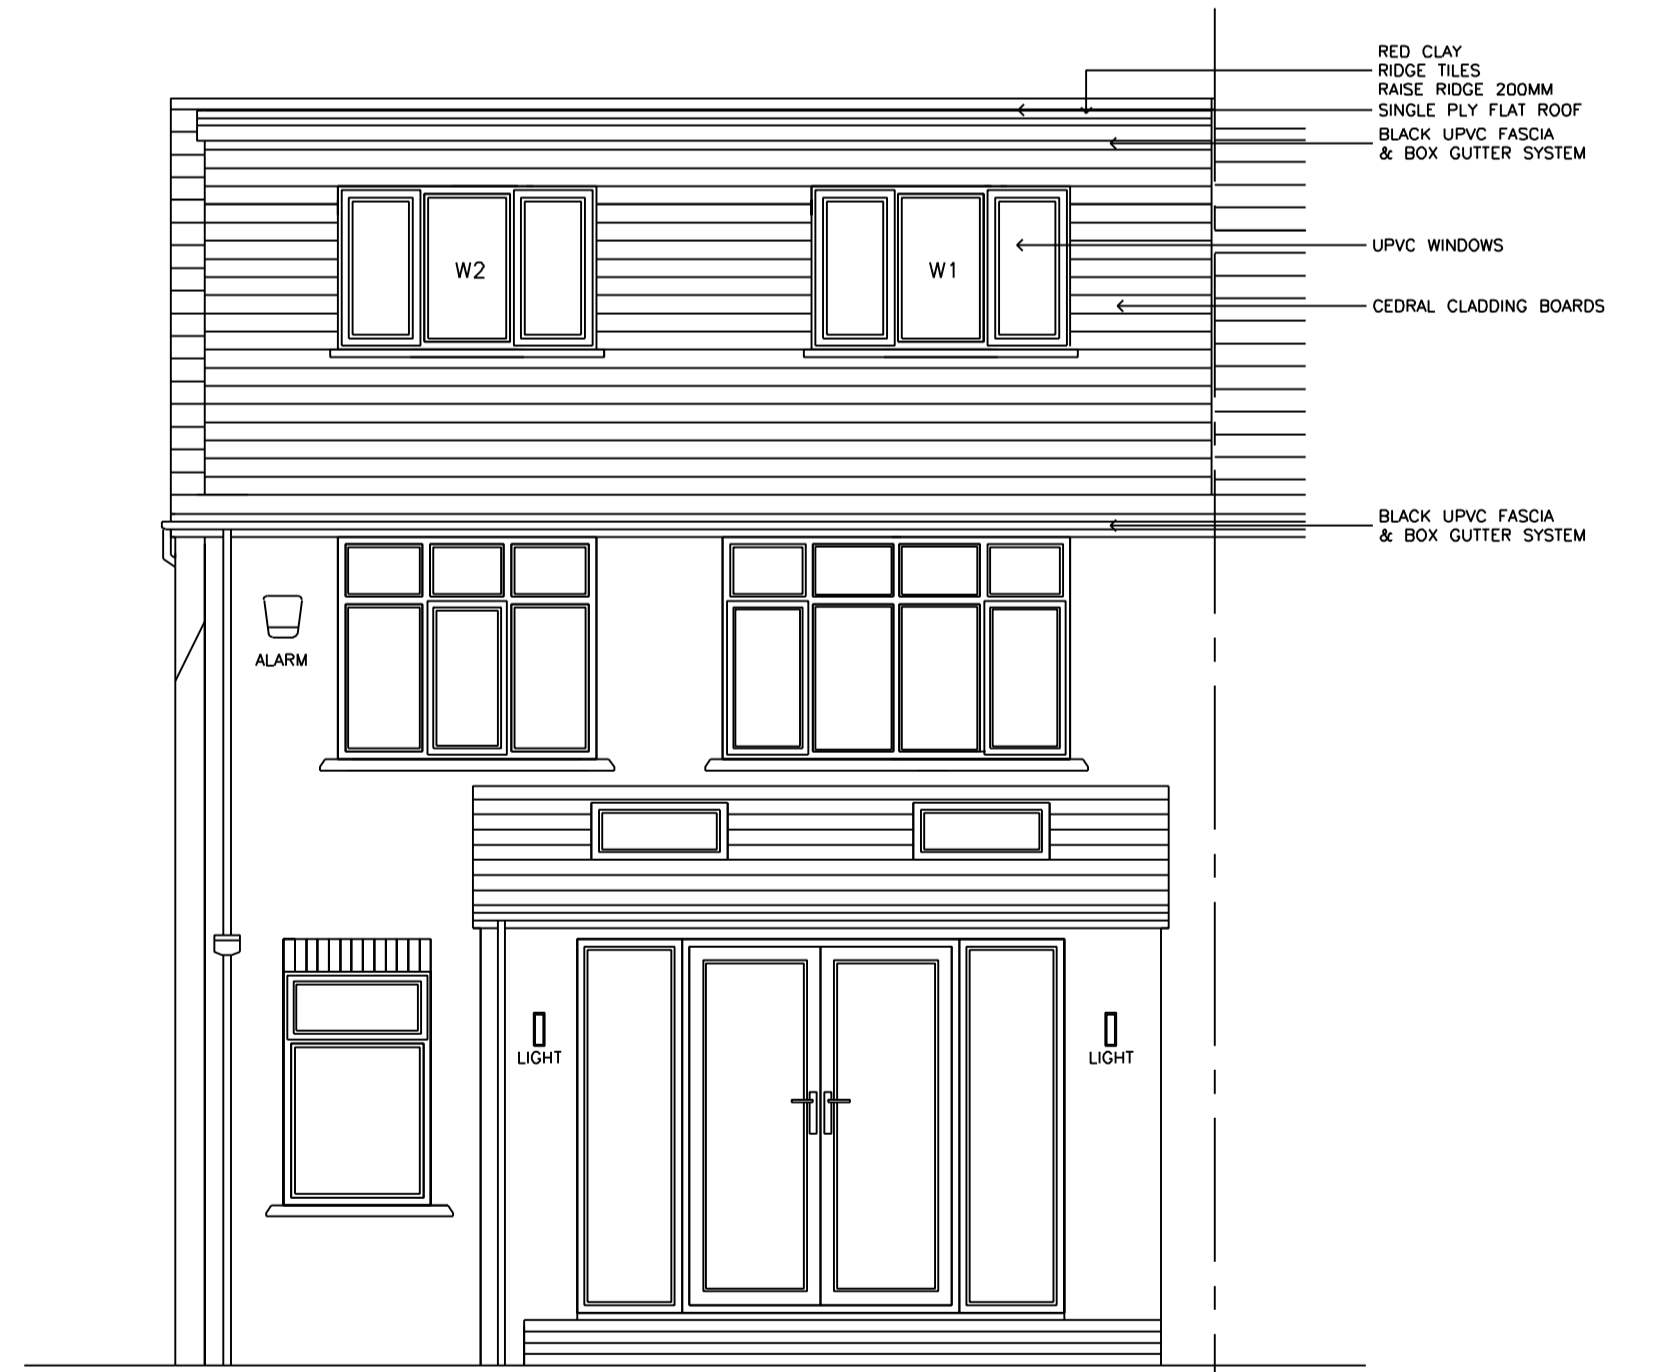 RED CLAY
RIDGE TILES
RAISE RIDGE 200MM
SINGLE PLY FLAT ROOF
BLACK UPVC FASCIA
& BOX GUTTER SYSTEM
UPVC WINDOWS
W2
W1
CEDRAL CLADDING BOARDS
BLACK UPVC FASCIA
& BOX GUTTER SYSTEM
ALARM
LIGHT
LIGHT